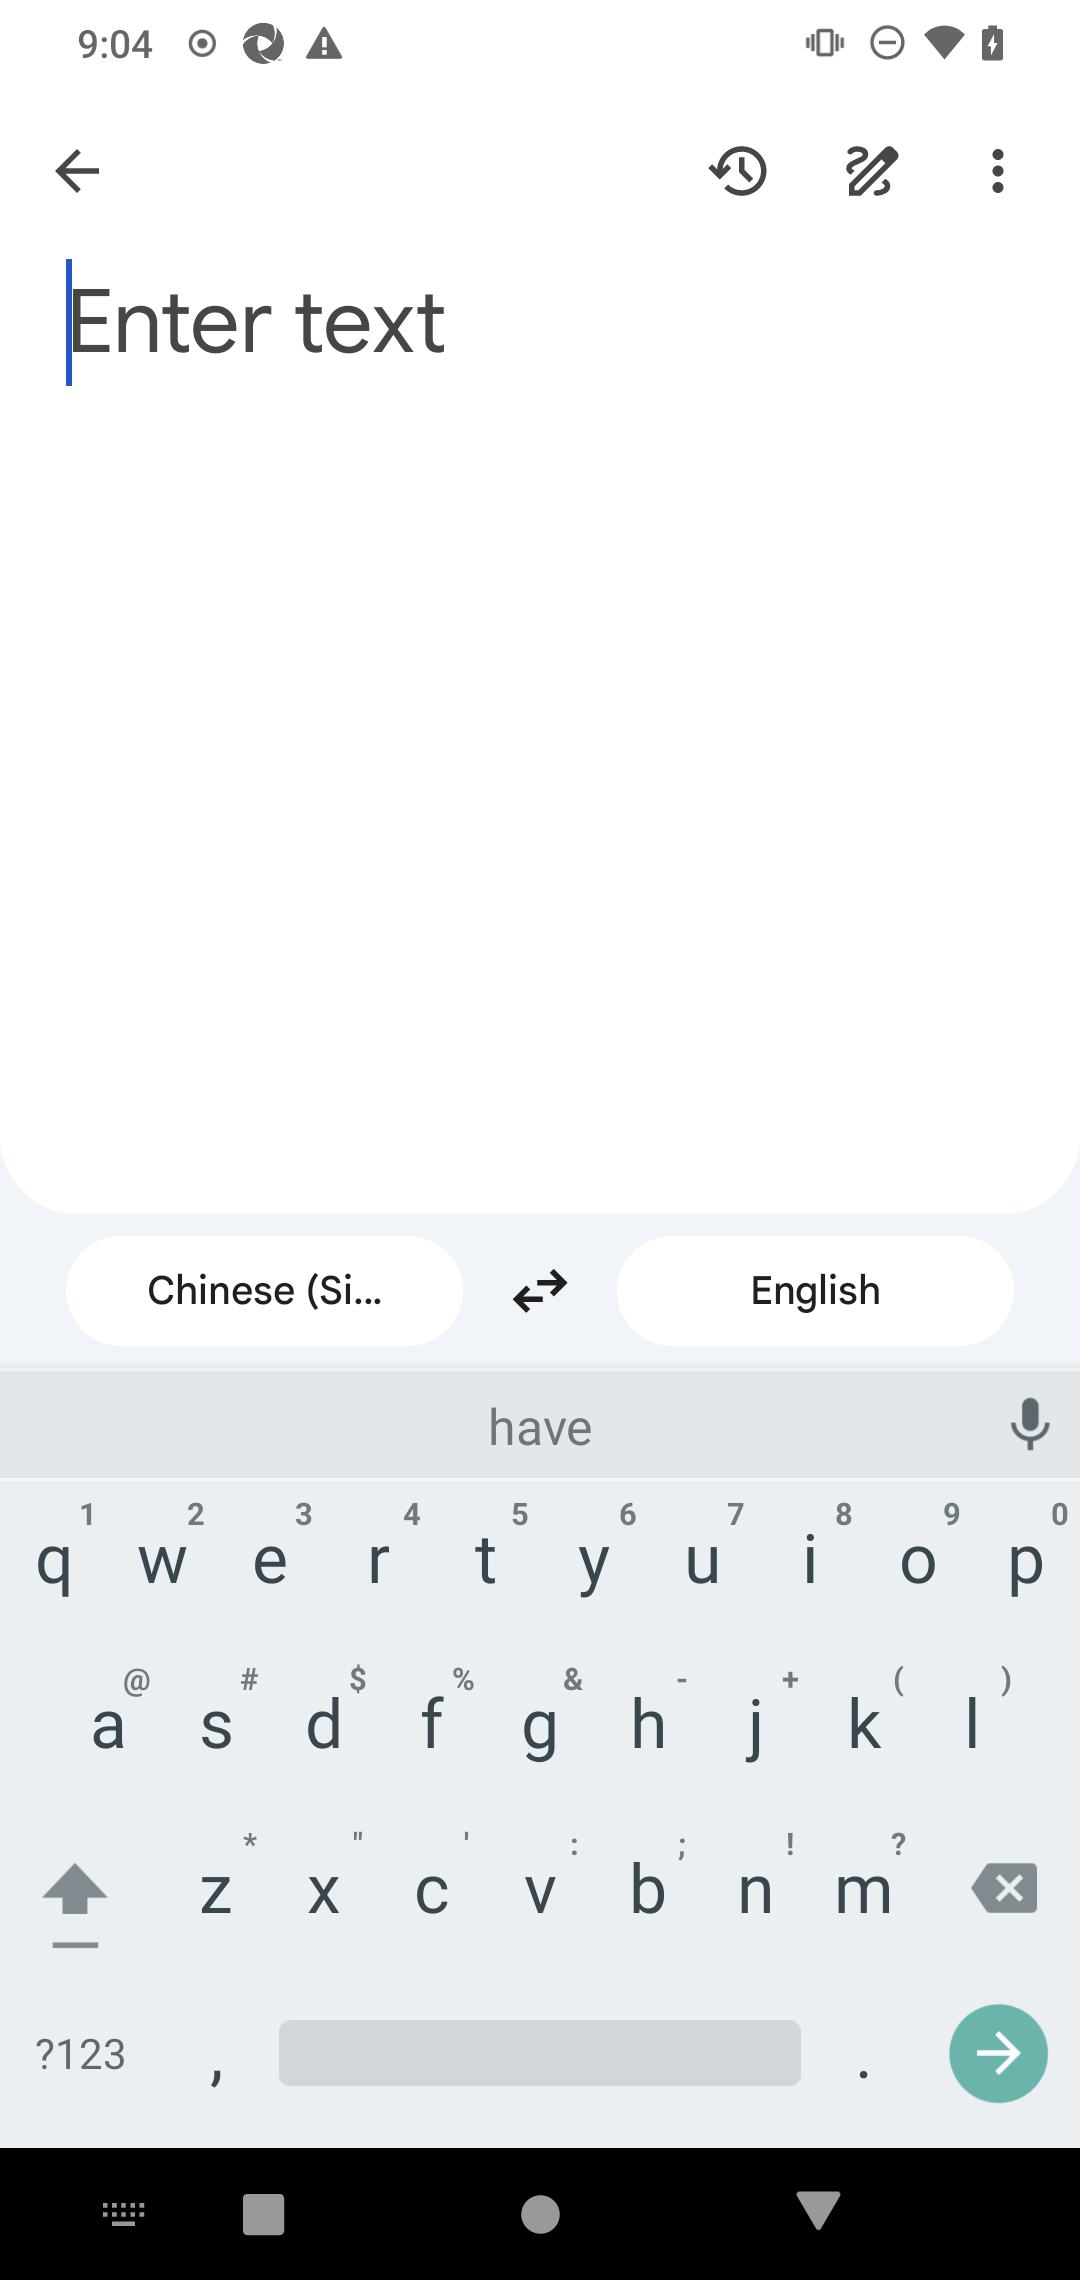 9:04
Enter text
Chinese (Si...
English
have
1 2 3 4 5 6 7 8 9 0
q w e r t y u i o p
@ # $ % & - + ( )
a s d f g h j k l
* " ' : ; ! ?
z x c v b n m
?123 , .